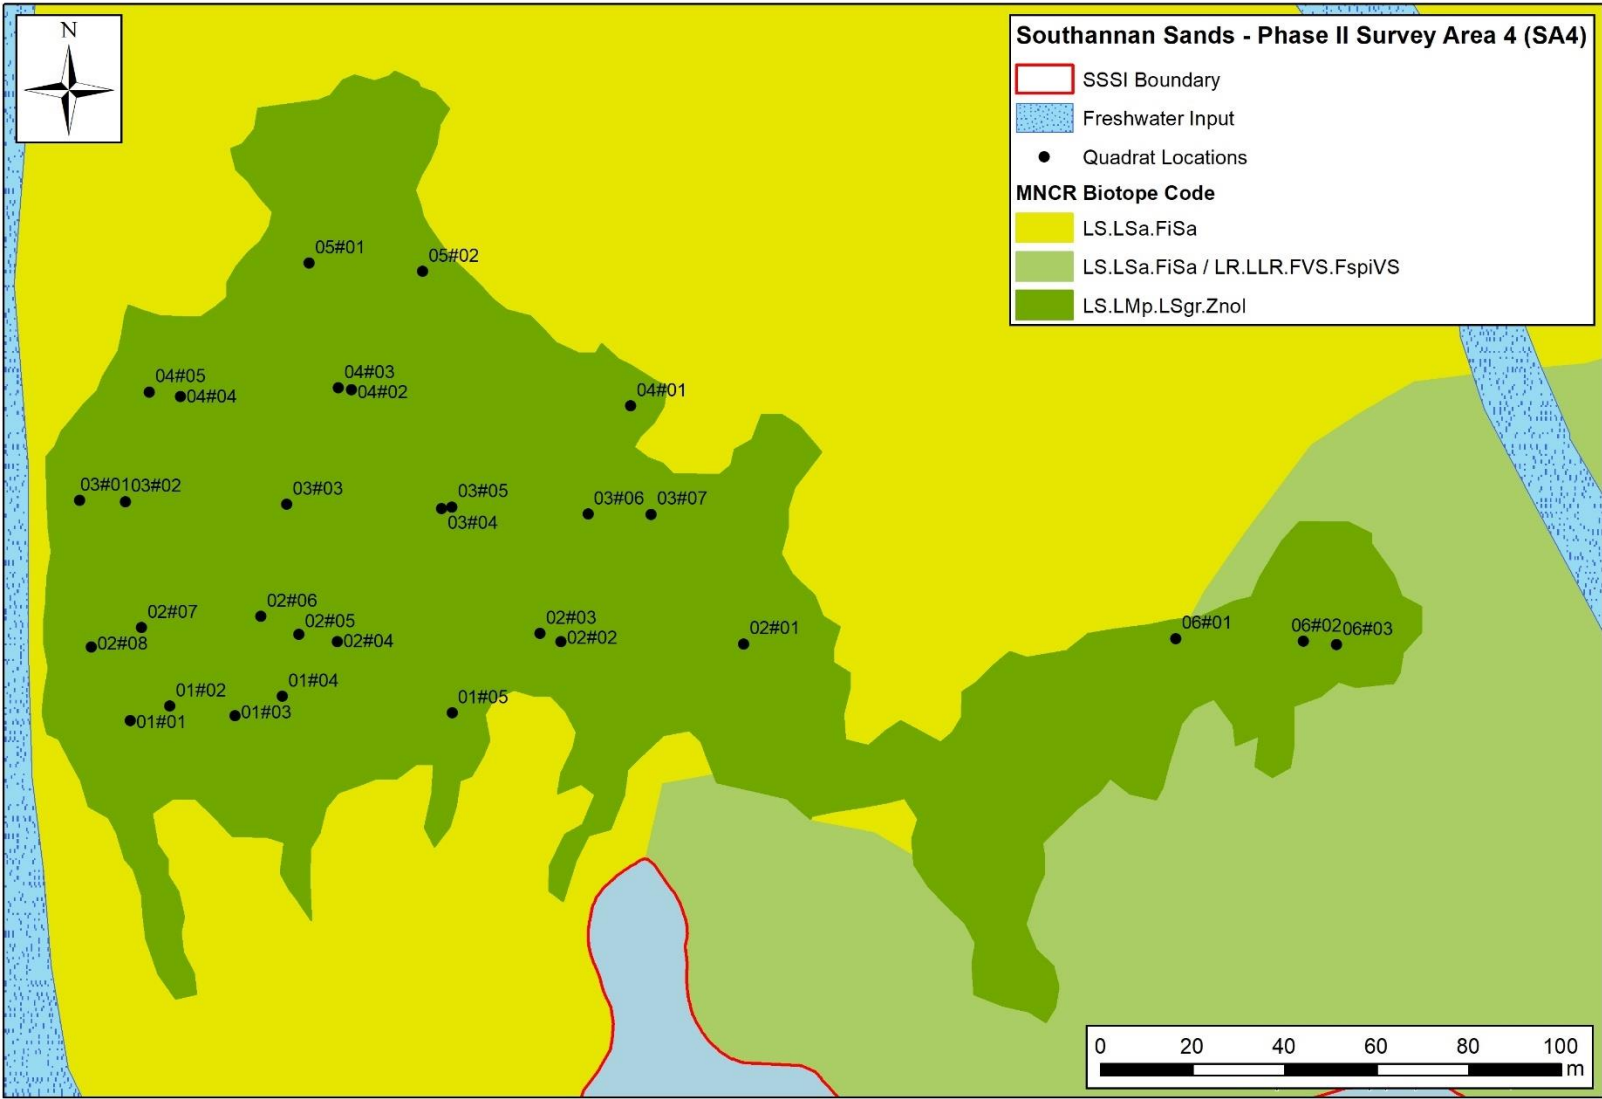 N
Southannan Sands - Phase II Survey Area 4 (SA4)
SSSI Boundary
Freshwater Input
Quadrat Locations
MNCR Biotope Code
LS.LSa.FiSa
LS.LSa.FiSa / LR.LLR.FVS.FspiVS
LS.LMp.LSgr.Znol
05#01
05#02
04#05
04#04
04#03
04#02
04#01
03#01
03#02
03#03
03#05
03#04
03#06
03#07
02#07
02#08
02#06
02#05
02#04
02#03
02#02
02#01
06#01
06#02
06#03
01#02
01#01
01#03
01#04
01#05
0 20 40 60 80 100
m